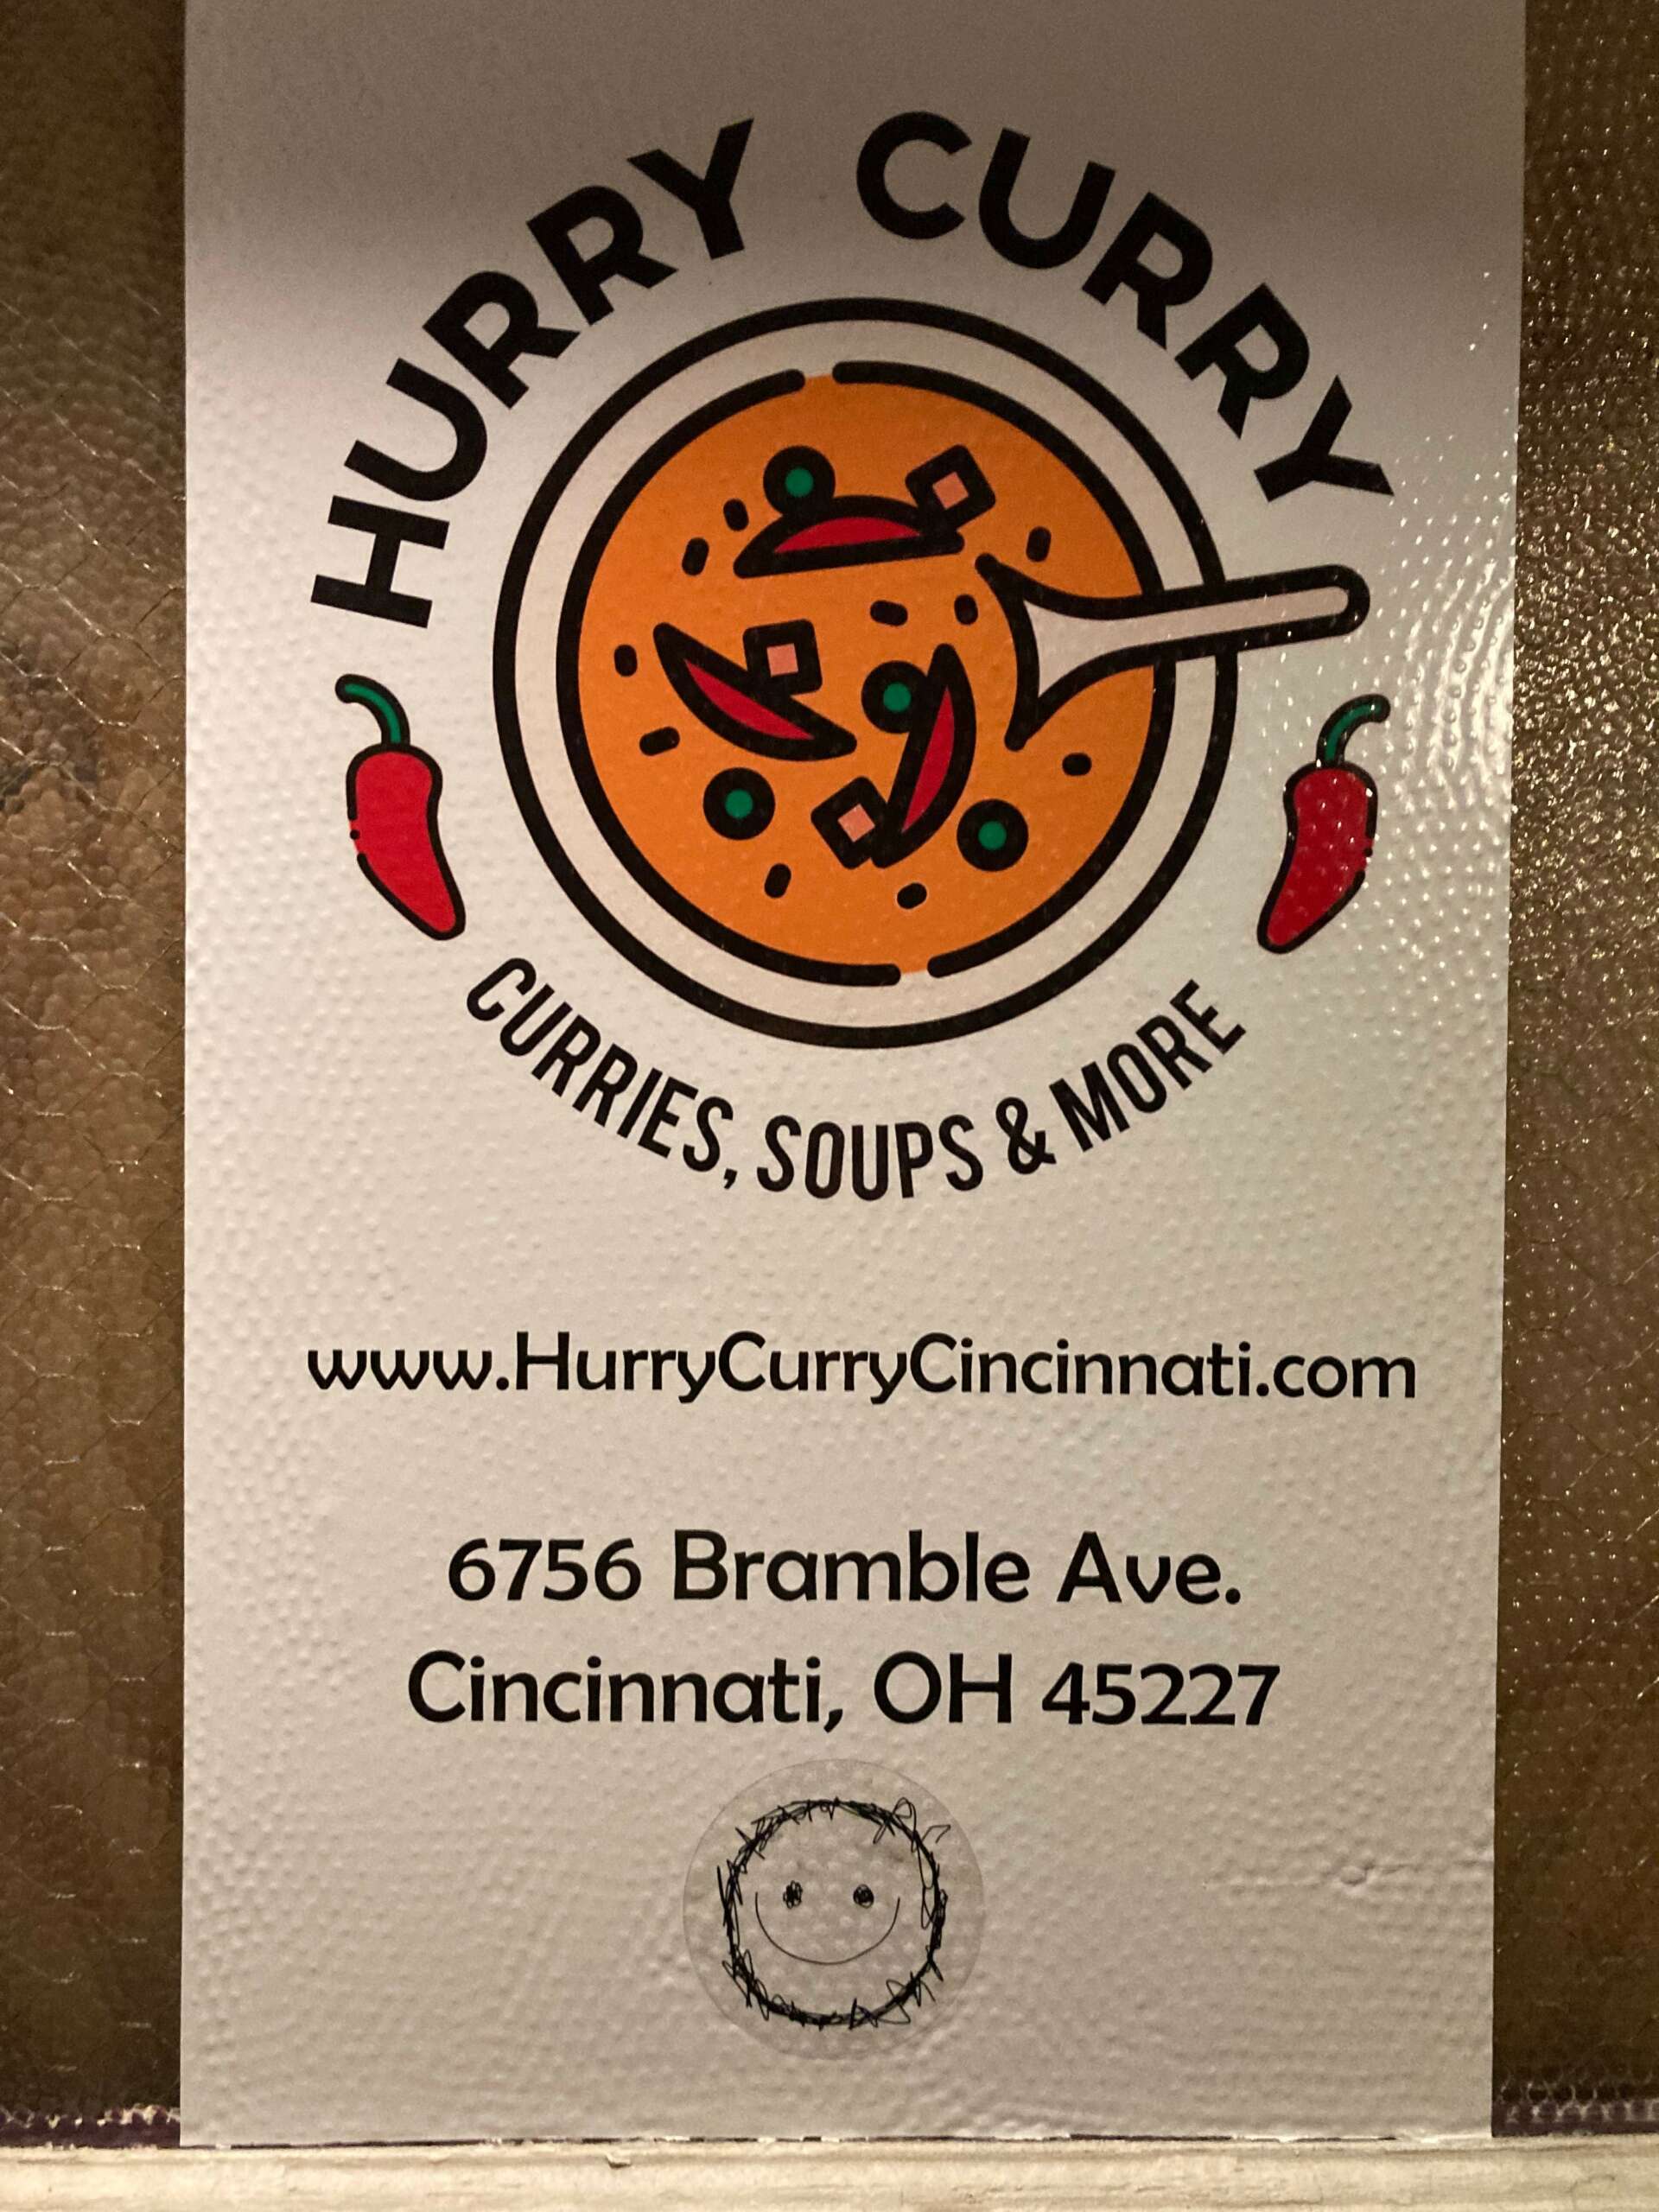 HURRY CURRY
CURRIES, SOUPS & MORE
www.HurryCurryCincinnati.com
6756 Bramble Ave.
Cincinnati, OH 45227